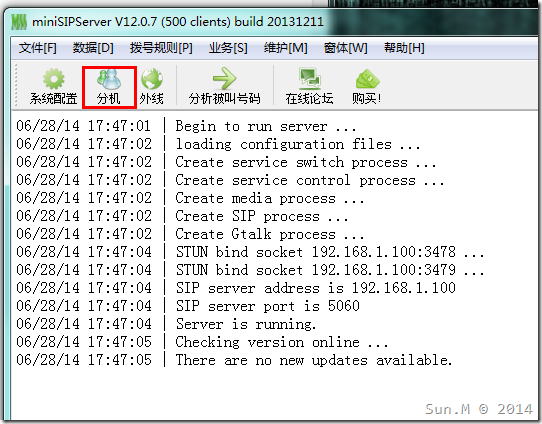 miniSIPServer V12.0.7 (500 clients) build 20131211
文件[F] 数据[D] 拨号规则[P] 业务[S] 维护[M] 窗体[W] 帮助[H]
系统配置 分机 外线 分析被叫号码 在线论坛 购买!
06/28/14 17:47:01 | Begin to run server ...
06/28/14 17:47:02 | loading configuration files ...
06/28/14 17:47:02 | Create service switch process ...
06/28/14 17:47:02 | Create service control process ...
06/28/14 17:47:02 | Create media process ...
06/28/14 17:47:02 | Create SIP process ...
06/28/14 17:47:02 | Create Gtalk process ...
06/28/14 17:47:04 | STUN bind socket 192.168.1.100:3478 ...
06/28/14 17:47:04 | STUN bind socket 192.168.1.100:3479 ...
06/28/14 17:47:04 | SIP server address is 192.168.1.100
06/28/14 17:47:04 | SIP server port is 5060
06/28/14 17:47:04 | Server is running.
06/28/14 17:47:05 | Checking version online ...
06/28/14 17:47:05 | There are no new updates available.
Sun.M © 2014